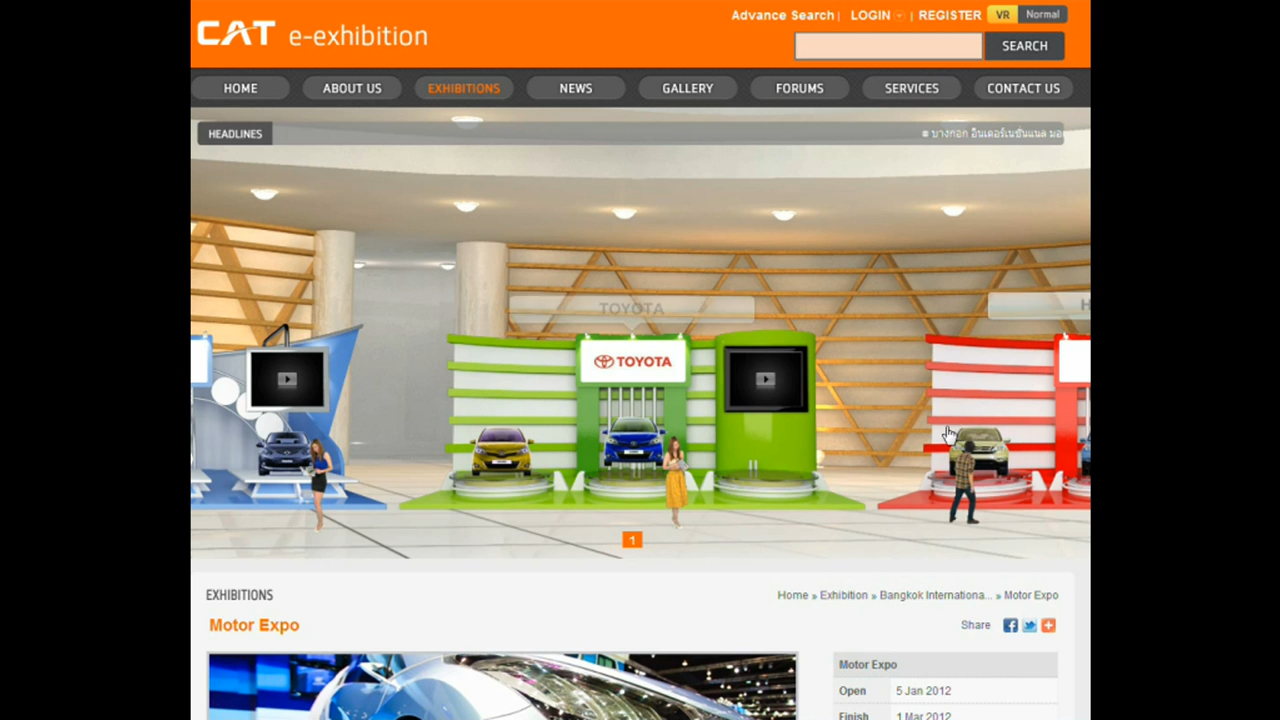 CAT e-exhibition
Advance Search | LOGIN | REGISTER VR Normal
SEARCH
HOME ABOUT US EXHIBITIONS NEWS GALLERY FORUMS SERVICES CONTACT US
HEADLINES บางกอก อินเตอร์เนชั่นแนล มอ
TOYOTA
H
TOYOTA
1
EXHIBITIONS Home » Exhibition » Bangkok Internationa... » Motor Expo
Motor Expo Share
Motor Expo
Open 5 Jan 2012
Finish 1 Mar 2012